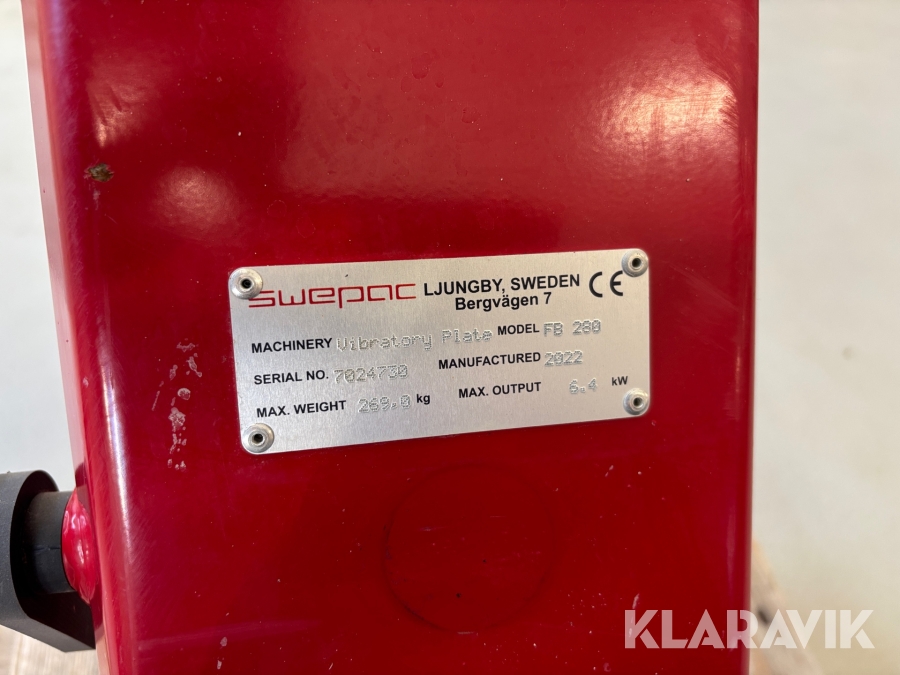 swepac LJUNGBY, SWEDEN CE
Bergvägen 7
MACHINERY Vibratory Plate MODEL FB 280
SERIAL NO. 7024730 MANUFACTURED 2022
MAX. WEIGHT 269.0 kg MAX. OUTPUT 6.4 kW
KLARAVIK